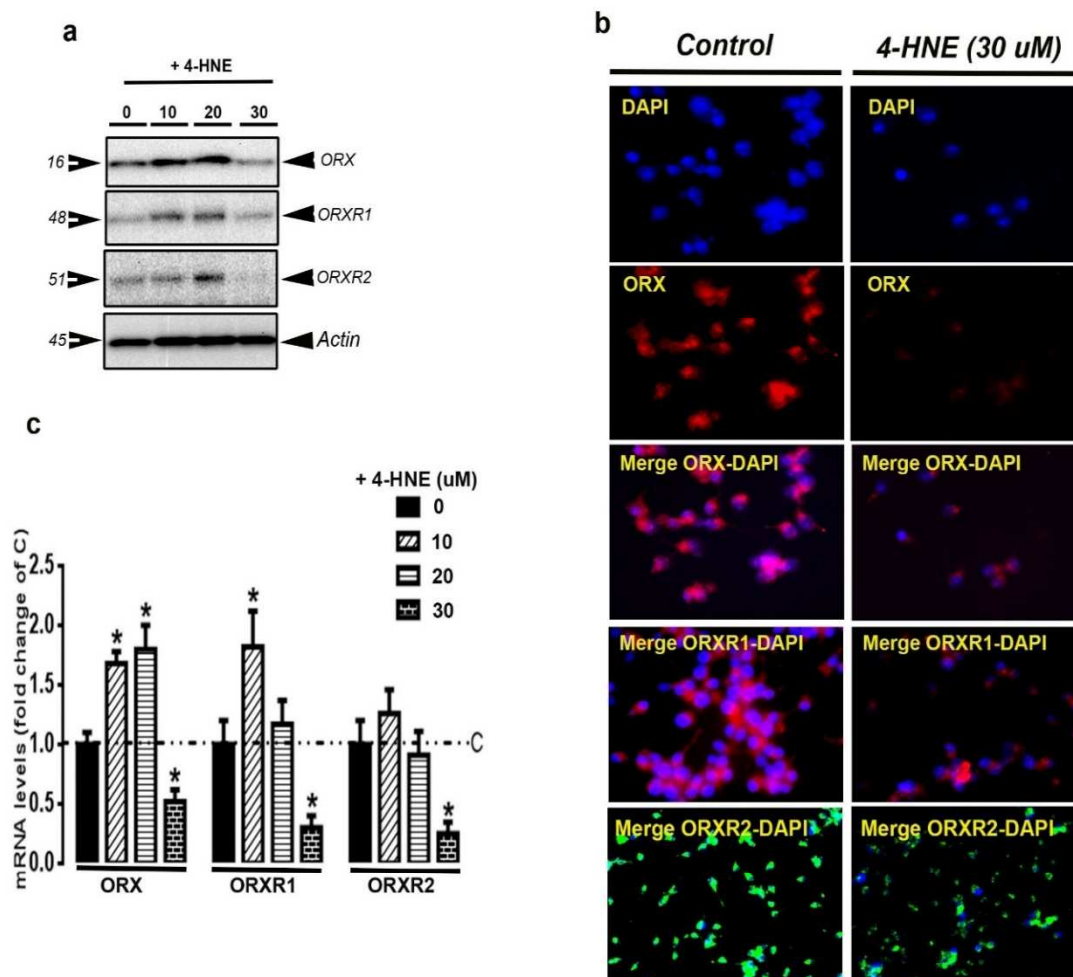 a
+ 4-HNE
0 10 20 30
16 ORX
48 ORXR1
51 ORXR2
45 Actin
b
Control 4-HNE (30 uM)
DAPI DAPI
ORX ORX
Merge ORX-DAPI Merge ORX-DAPI
Merge ORXR1-DAPI Merge ORXR1-DAPI
Merge ORXR2-DAPI Merge ORXR2-DAPI
c
+ 4-HNE (uM)
0
10
20
30
mRNA levels (fold change of C)
2.5
2.0
1.5
1.0
0.5
0.0
* * * * * *
C
ORX ORXR1 ORXR2